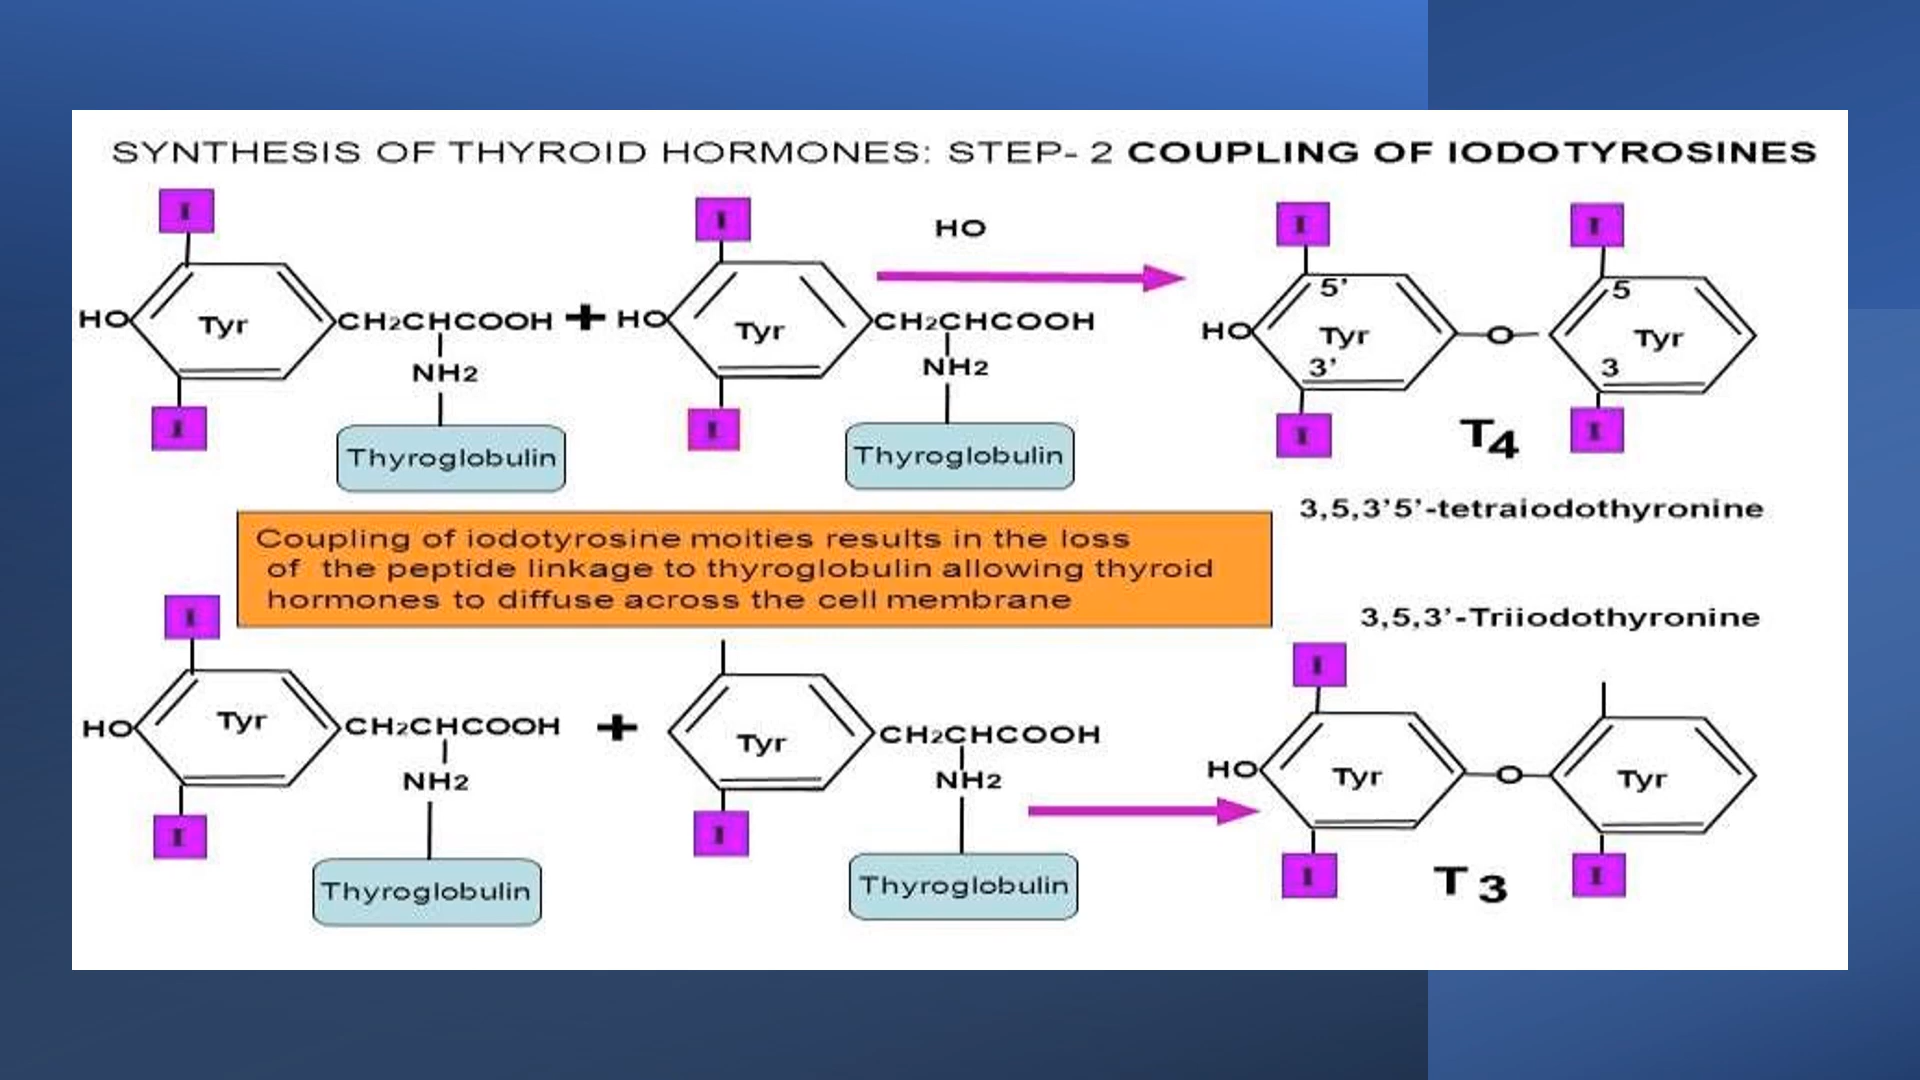 SYNTHESIS OF THYROID HORMONES: STEP- 2 COUPLING OF IODOTYROSINES
I I HO I I
HO Tyr CH2CHCOOH + HO Tyr CH2CHCOOH HO 5' Tyr 3' O 5 Tyr 3
NH2 NH2
I I I I
Thyroglobulin Thyroglobulin T4
3,5,3'5'-tetraiodothyronine
Coupling of iodotyrosine moities results in the loss
of the peptide linkage to thyroglobulin allowing thyroid
hormones to diffuse across the cell membrane
3,5,3'-Triiodothyronine
I I
HO Tyr CH2CHCOOH + Tyr CH2CHCOOH HO Tyr O Tyr
NH2 NH2
I I I I
Thyroglobulin Thyroglobulin T 3